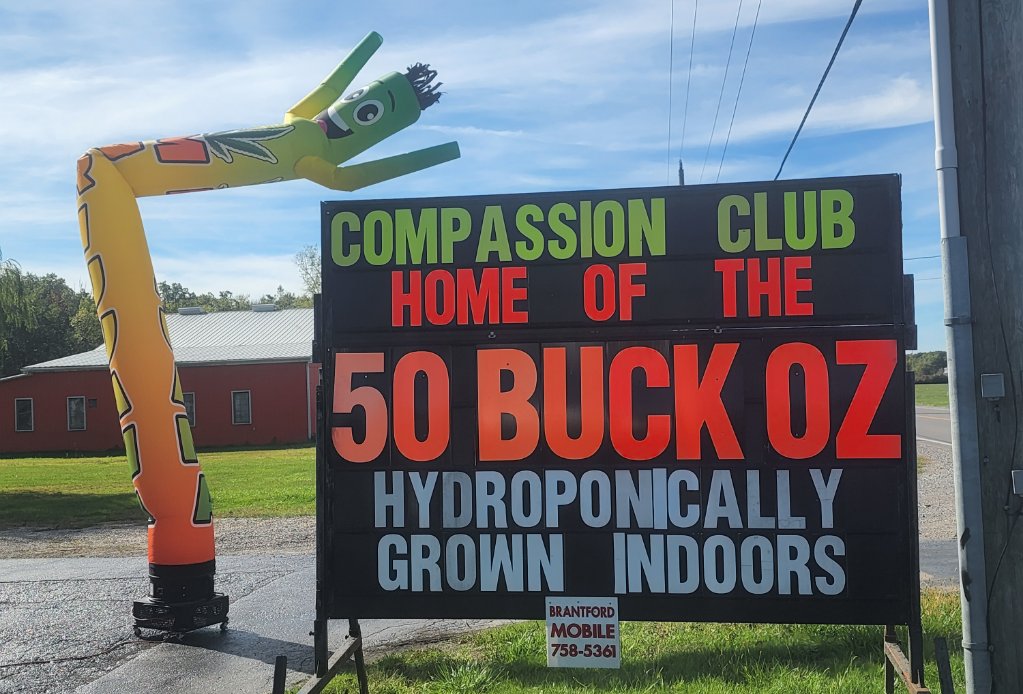 COMPASSION CLUB
HOME OF THE
50 BUCK OZ
HYDROPONICALLY
GROWN INDOORS
BRANTFORD
MOBILE
758-5361